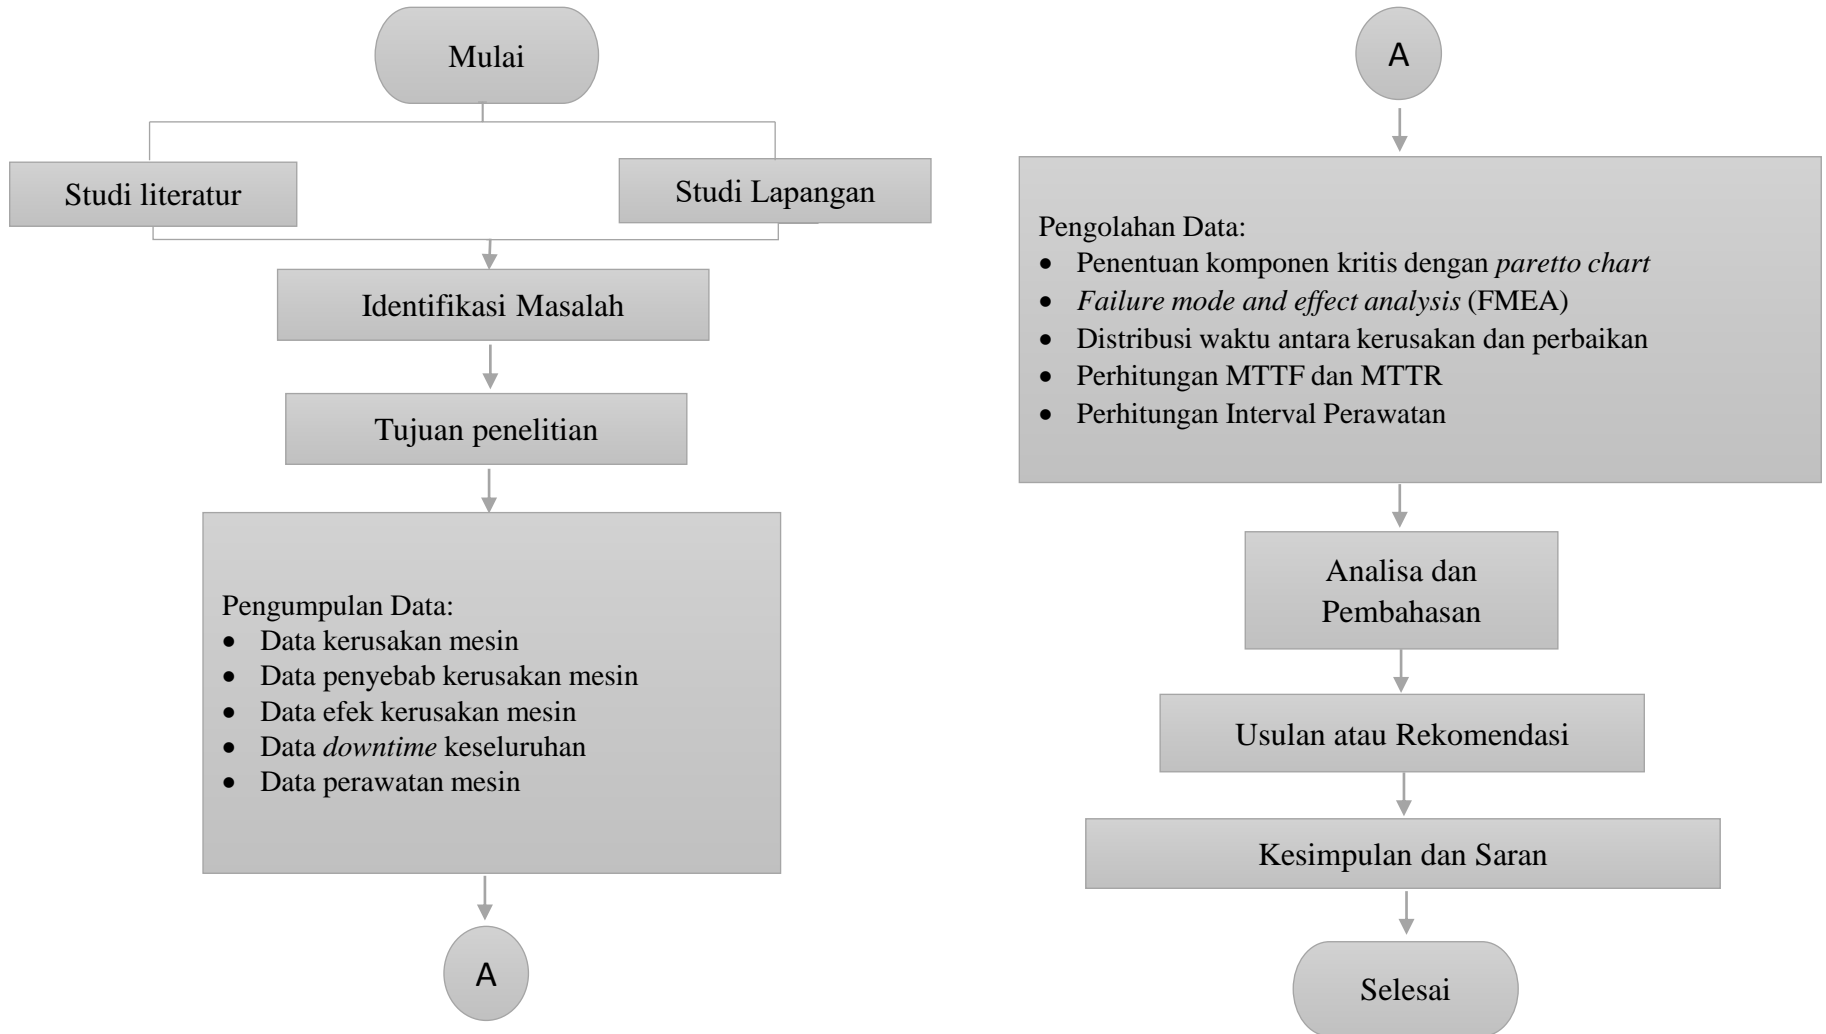 Mulai
Studi literatur
Studi Lapangan
Identifikasi Masalah
Tujuan penelitian
Pengumpulan Data:
• Data kerusakan mesin
• Data penyebab kerusakan mesin
• Data efek kerusakan mesin
• Data downtime keseluruhan
• Data perawatan mesin
A
A
Pengolahan Data:
• Penentuan komponen kritis dengan paretto chart
• Failure mode and effect analysis (FMEA)
• Distribusi waktu antara kerusakan dan perbaikan
• Perhitungan MTTF dan MTTR
• Perhitungan Interval Perawatan
Analisa dan
Pembahasan
Usulan atau Rekomendasi
Kesimpulan dan Saran
Selesai